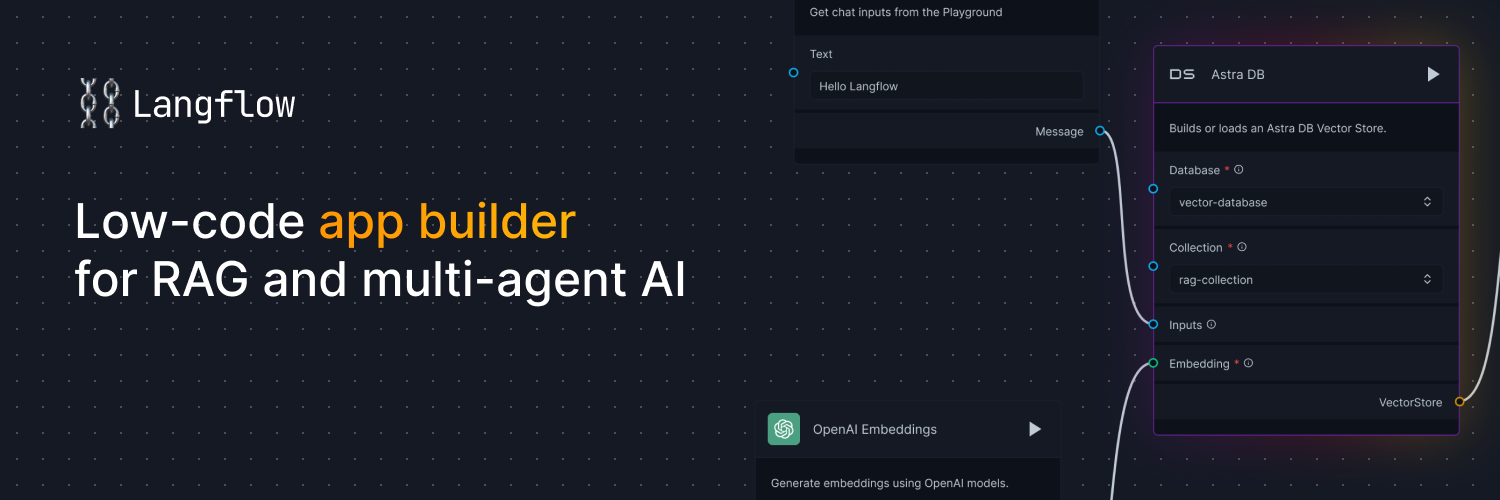 Langflow
Low-code app builder
for RAG and multi-agent AI
Get chat inputs from the Playground
Text
Hello Langflow
Message
DS Astra DB
Builds or loads an Astra DB Vector Store.
Database *
vector-database
Collection *
rag-collection
Inputs
Embedding *
VectorStore
OpenAI Embeddings
Generate embeddings using OpenAI models.